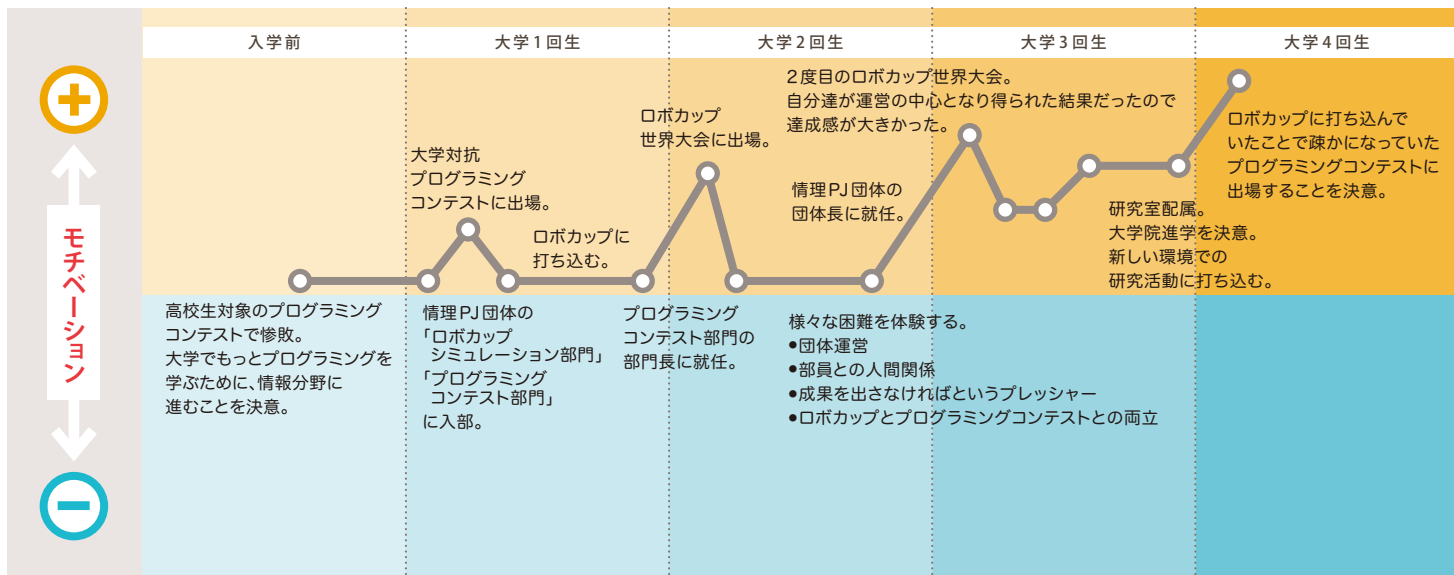 入学前
大学1回生
大学2回生
大学3回生
大学4回生
モチベーション
高校生対象のプログラミング
コンテストで惨敗。
大学でもっとプログラミングを
学ぶために、情報分野に
進むことを決意。
大学対抗
プログラミング
コンテストに出場。
情理PJ団体の
「ロボカップ
シミュレーション部門」
「プログラミング
コンテスト部門」
に入部。
ロボカップに
打ち込む。
プログラミング
コンテスト部門の
部門長に就任。
ロボカップ
世界大会に出場。
情理PJ団体の
団体長に就任。
様々な困難を体験する。
●団体運営
●部員との人間関係
●成果を出さなければというプレッシャー
●ロボカップとプログラミングコンテストとの両立
2度目のロボカップ世界大会。
自分達が運営の中心となり得られた結果だったので
達成感が大きかった。
研究室配属。
大学院進学を決意。
新しい環境での
研究活動に打ち込む。
ロボカップに打ち込んで
いたことで疎かになっていた
プログラミングコンテストに
出場することを決意。